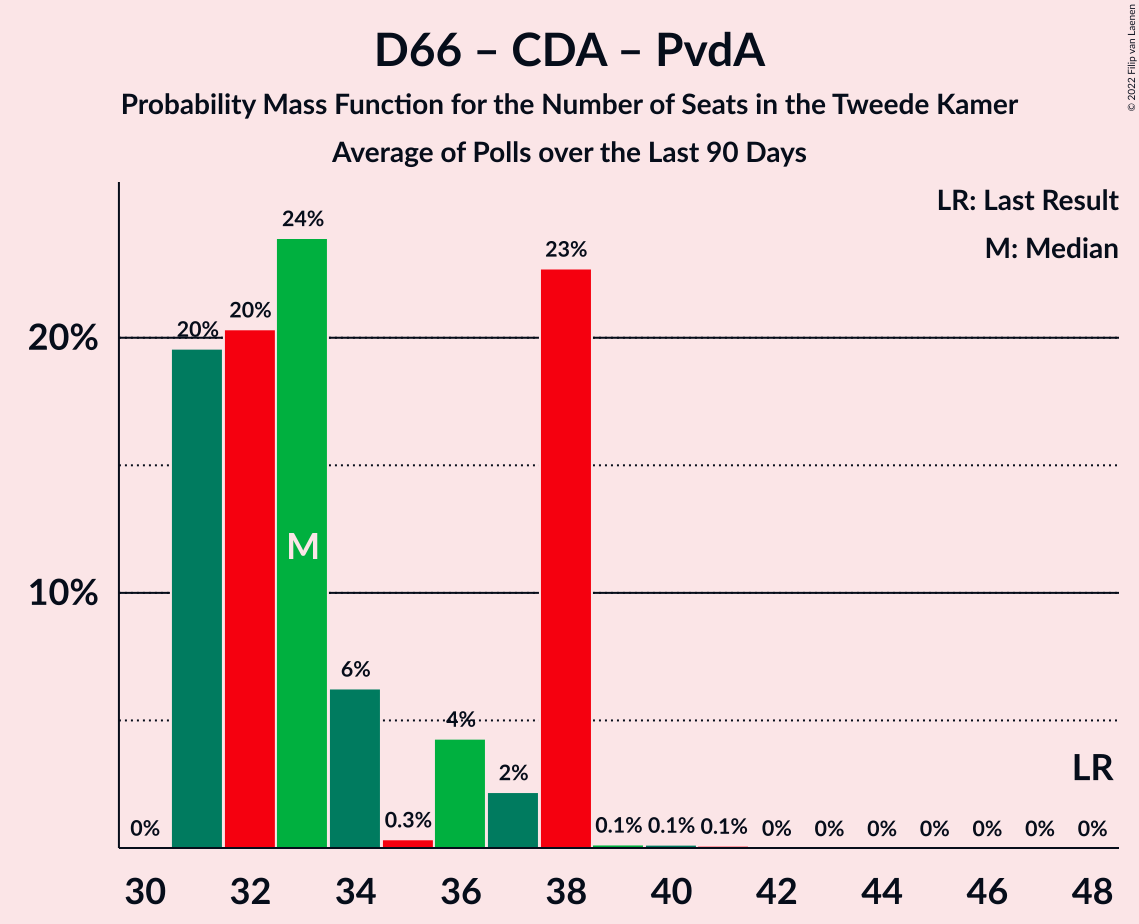 D66 – CDA – PvdA
Probability Mass Function for the Number of Seats in the Tweede Kamer
Average of Polls over the Last 90 Days
© 2022 Filip van Laenen
LR: Last Result
M: Median
20%
10%
0%
20%
20%
24%
M
6%
0.3%
4%
2%
23%
0.1%
0.1%
0.1%
0%
0%
0%
0%
0%
0%
0%
LR
30 32 34 36 38 40 42 44 46 48